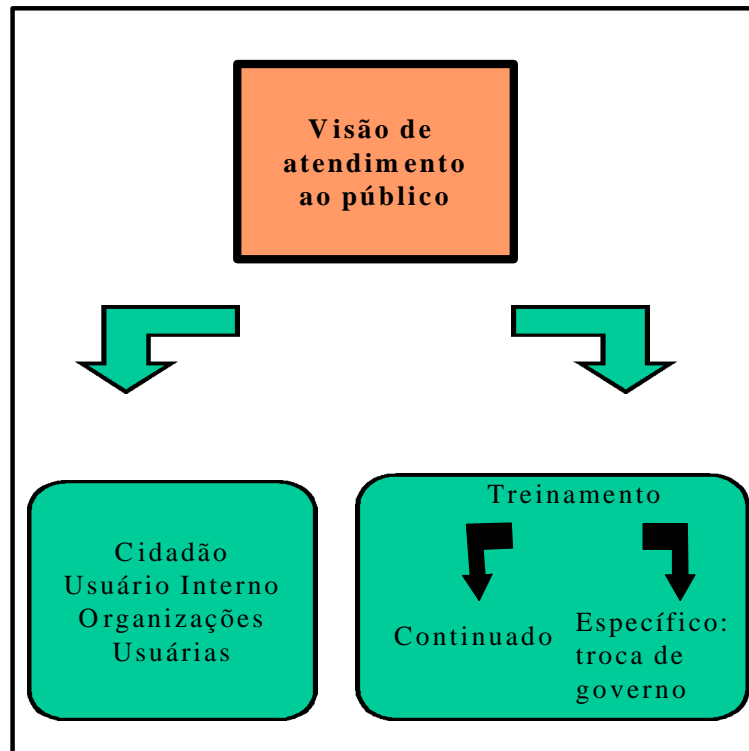 Visão de
atendimento
ao público
Cidadão
Usuário Interno
Organizações
Usuárias
Treinamento
Continuado
Específico:
troca de
governo